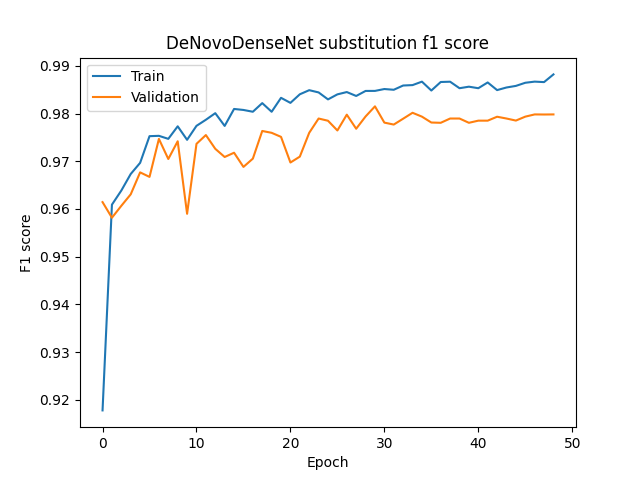 DeNovoDenseNet substitution f1 score
Train
Validation
0.99
0.98
0.97
0.96
0.95
0.94
0.93
0.92
F1 score
0 10 20 30 40 50
Epoch